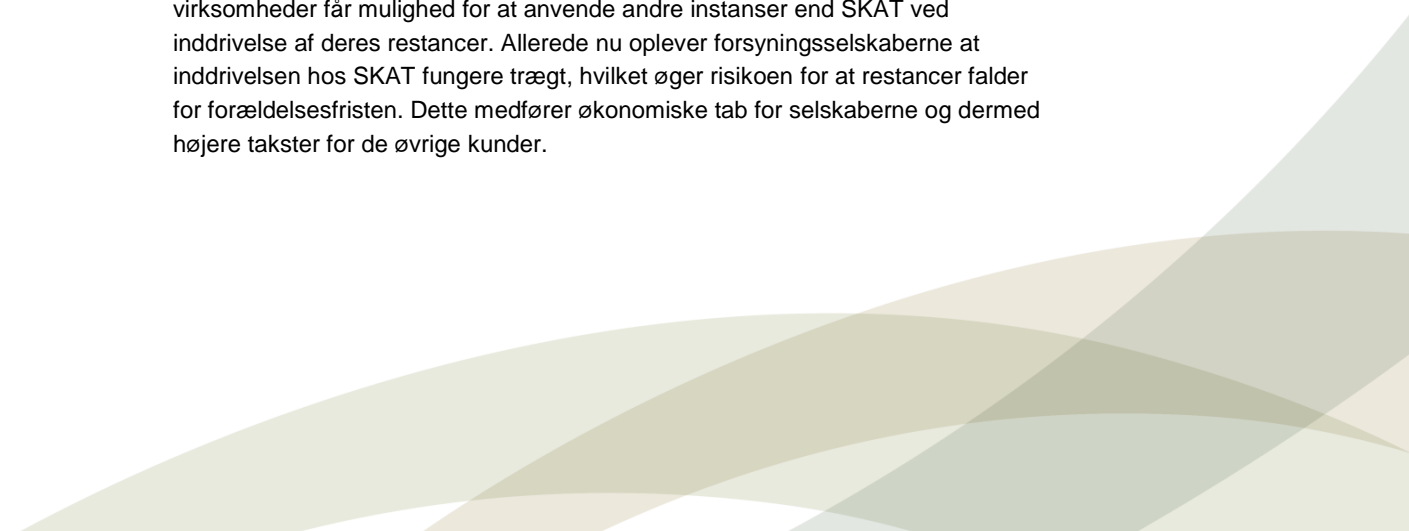 virksomheder får mulighed for at anvende andre instanser end SKAT ved
inddrivelse af deres restancer. Allerede nu oplever forsyningsselskaberne at
inddrivelsen hos SKAT fungere trægt, hvilket øger risikoen for at restancer falder
for forældelsesfristen. Dette medfører økonomiske tab for selskaberne og dermed
højere takster for de øvrige kunder.